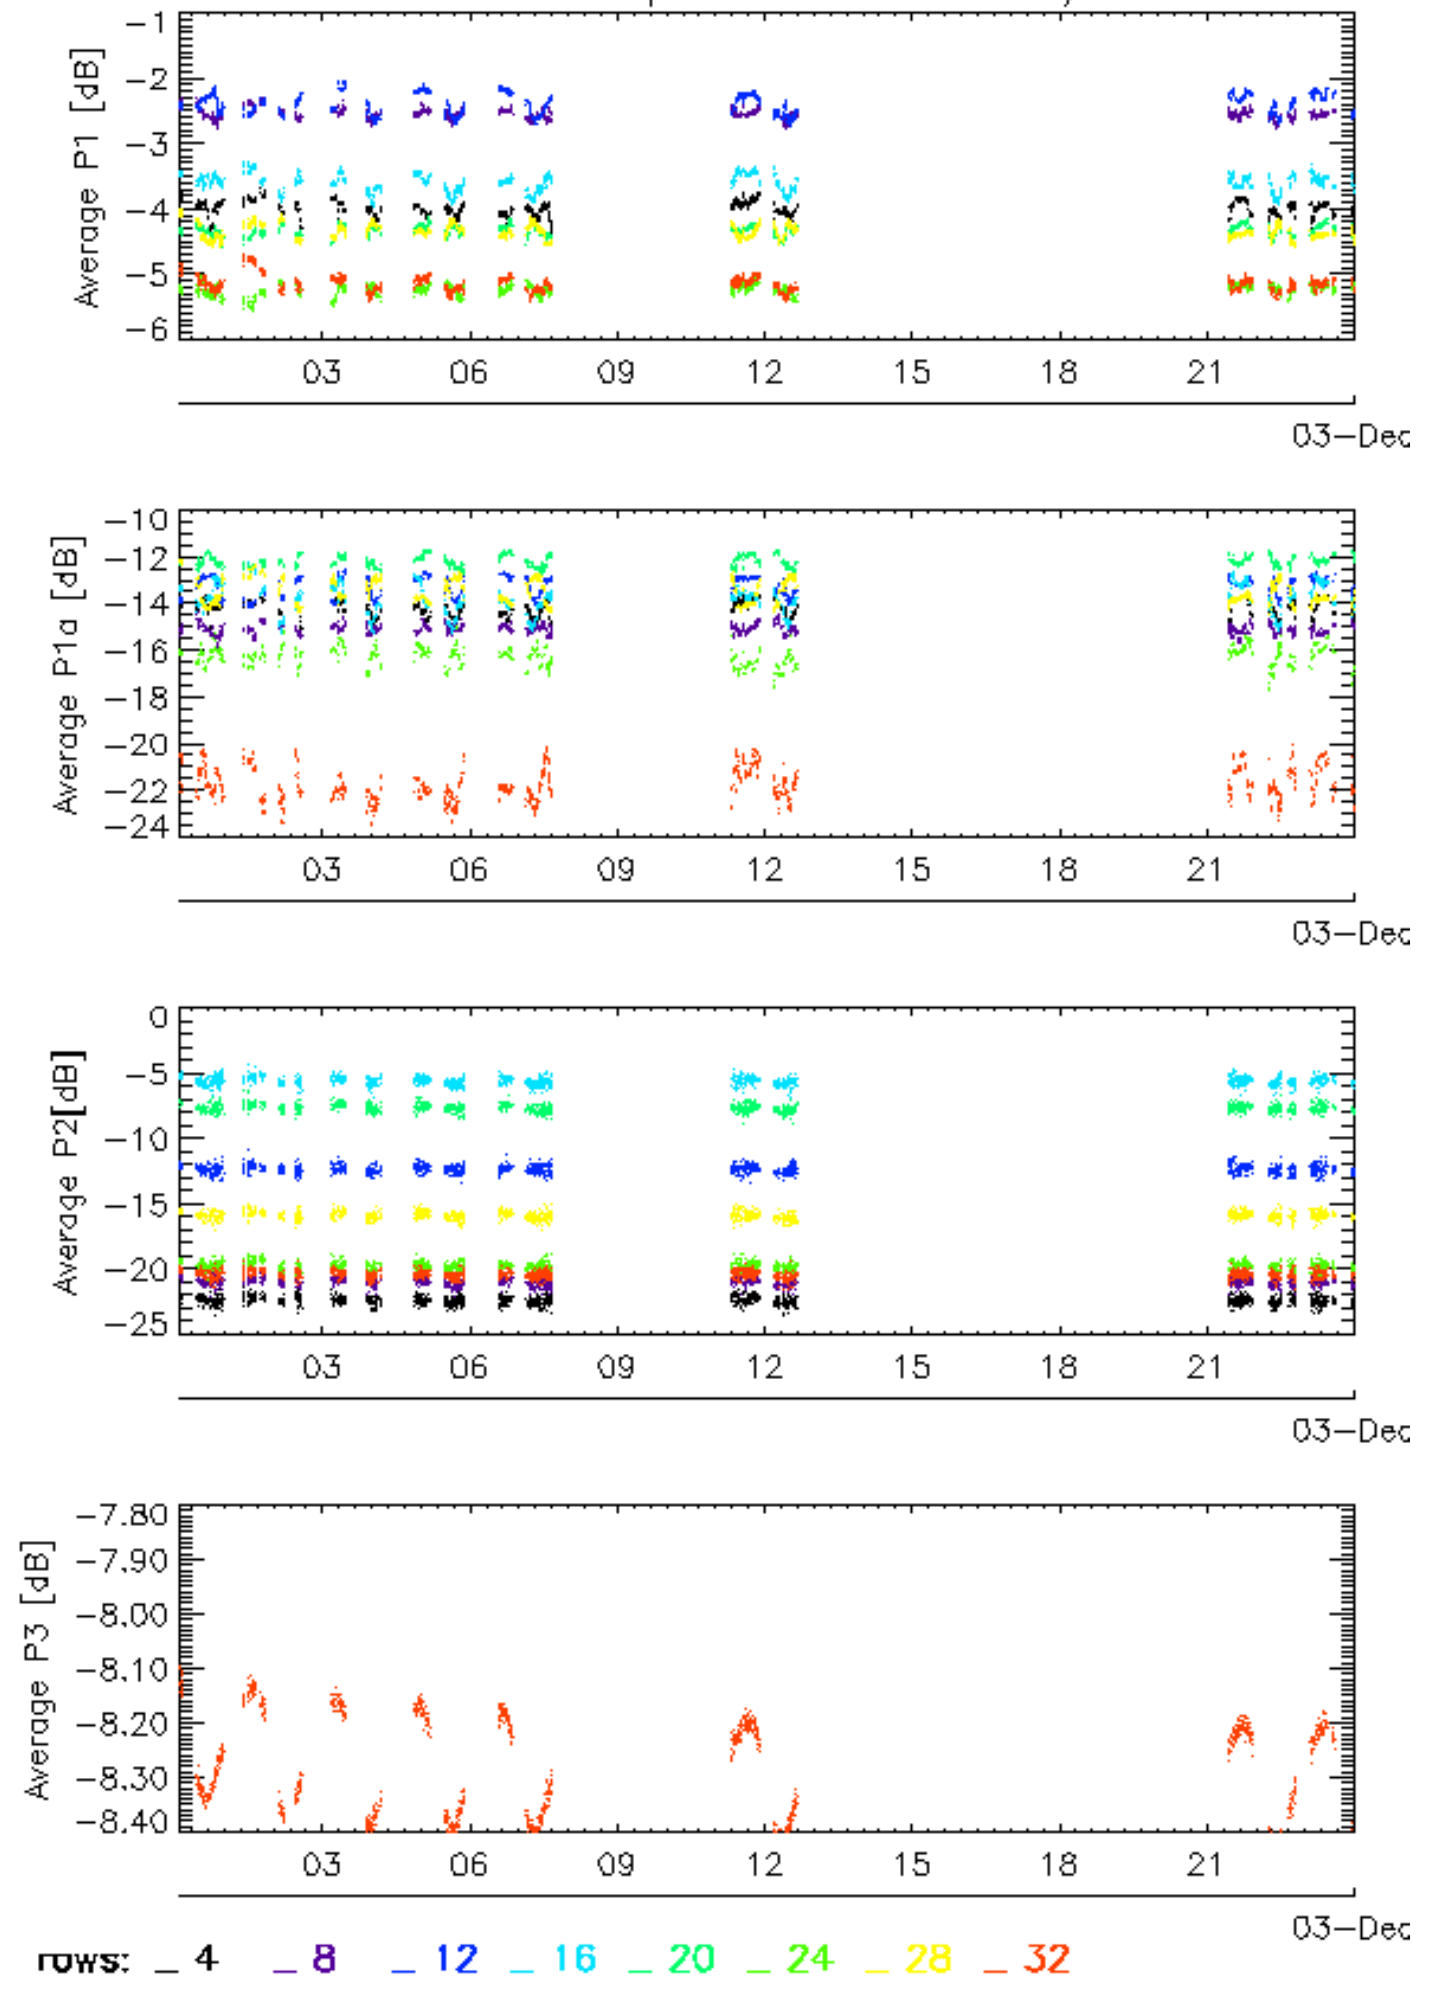 -1
-2
-3
-4
-5
-6
Average P1 [dB]
03 06 09 12 15 18 21
03-Dec
-10
-12
-14
-16
-18
-20
-22
-24
Average P1a [dB]
03 06 09 12 15 18 21
03-Dec
0
-5
-10
-15
-20
-25
Average P2[dB]
03 06 09 12 15 18 21
03-Dec
-7.80
-7.90
-8.00
-8.10
-8.20
-8.30
-8.40
Average P3 [dB]
03 06 09 12 15 18 21
03-Dec
rows: _ 4 _ 8 _ 12 _ 16 _ 20 _ 24 _ 28 _ 32